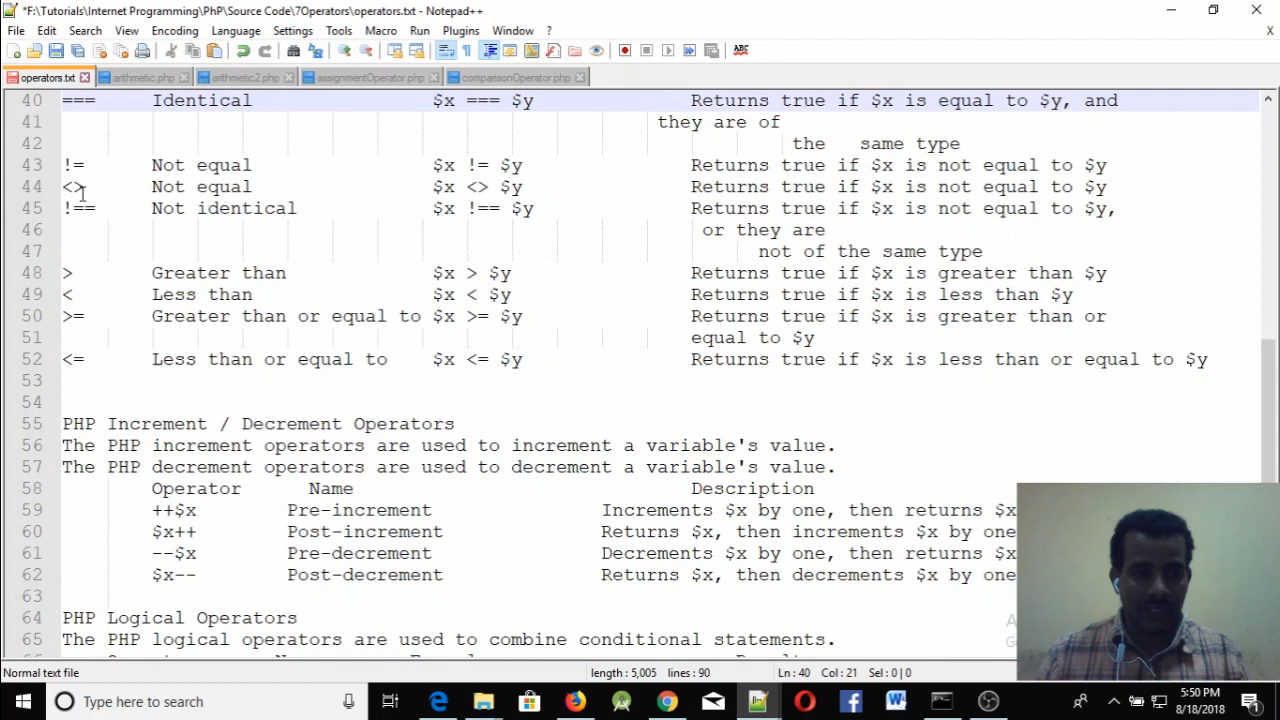 *F:\Tutorials\Internet Programming\PhP\Source Code\7Operators\operators.txt - Notepad++
File Edit Search View Encoding Language Settings Tools Macro Run Plugins Window ? X
operators.txt arithmetic.php arithmetic2.php assignmentOperator.php comparisonOperator.php
40 === Identical $x === $y Returns true if $x is equal to $y, and
41 they are of
42 the same type
43 != Not equal $x != $y Returns true if $x is not equal to $y
44 <> Not equal $x <> $y Returns true if $x is not equal to $y
45 !== Not identical $x !== $y Returns true if $x is not equal to $y,
46 or they are
47 not of the same type
48 > Greater than $x > $y Returns true if $x is greater than $y
49 < Less than $x < $y Returns true if $x is less than $y
50 >= Greater than or equal to $x >= $y Returns true if $x is greater than or
51 equal to $y
52 <= Less than or equal to $x <= $y Returns true if $x is less than or equal to $y
53
54
55 PHP Increment / Decrement Operators
56 The PHP increment operators are used to increment a variable's value.
57 The PHP decrement operators are used to decrement a variable's value.
58 Operator Name Description
59 ++$x Pre-increment Increments $x by one, then returns $x
60 $x++ Post-increment Returns $x, then increments $x by one
61 --$x Pre-decrement Decrements $x by one, then returns $x
62 $x-- Post-decrement Returns $x, then decrements $x by one
63
64 PHP Logical Operators
65 The PHP logical operators are used to combine conditional statements.
Normal text file length : 5,005 lines : 90 Ln : 40 Col : 21 Sel : 0 | 0
Type here to search
5:50 PM
8/18/2018